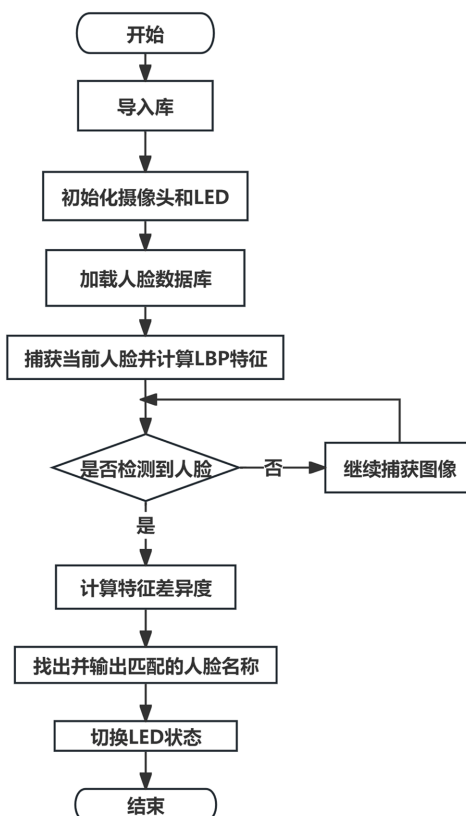 开始
导入库
初始化摄像头和LED
加载人脸数据库
捕获当前人脸并计算LBP特征
是否检测到人脸
否
继续捕获图像
是
计算特征差异度
找出并输出匹配的人脸名称
切换LED状态
结束